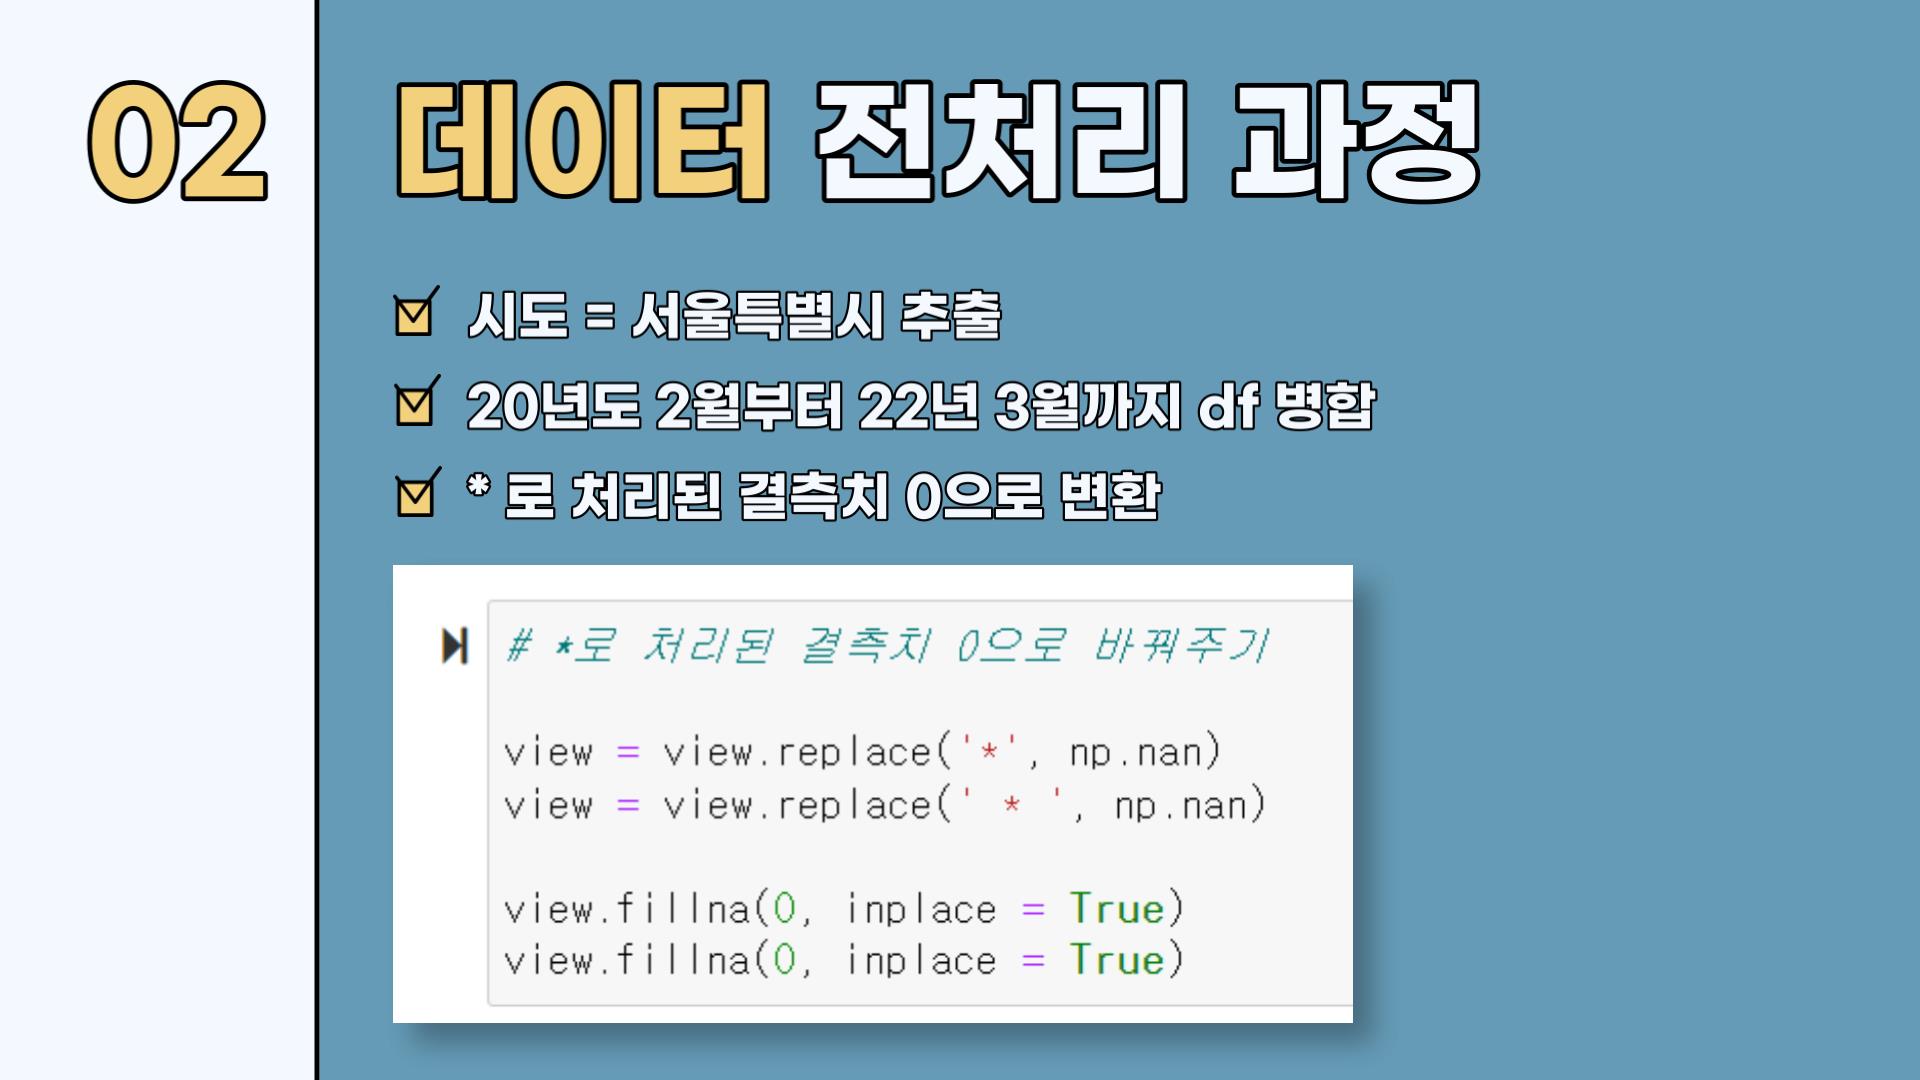 02 데이터 전처리 과정
시도 = 서울특별시 추출
20년도 2월부터 22년 3월까지 df 병합
* 로 처리된 결측치 0으로 변환
# *로 처리된 결측치 0으로 바꿔주기
view = view.replace('*', np.nan)
view = view.replace(' * ', np.nan)
view.fillna(0, inplace = True)
view.fillna(0, inplace = True)